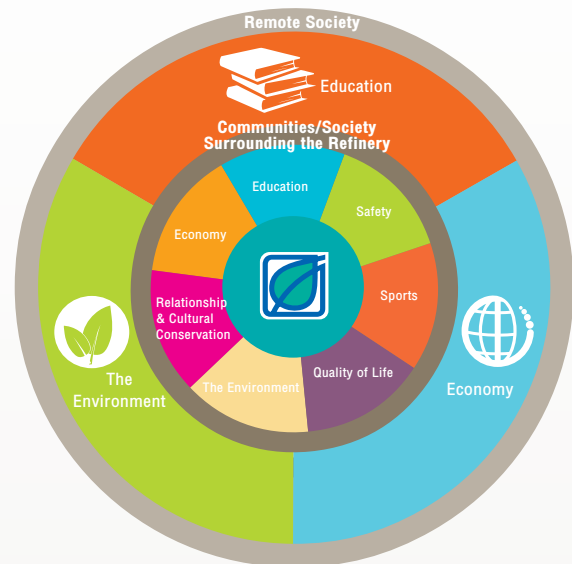 Remote Society
Education
Communities/Society
Surrounding the Refinery
Education
Safety
Economy
Sports
Relationship
& Cultural
Conservation
Quality of Life
The Environment
The
Environment
Economy